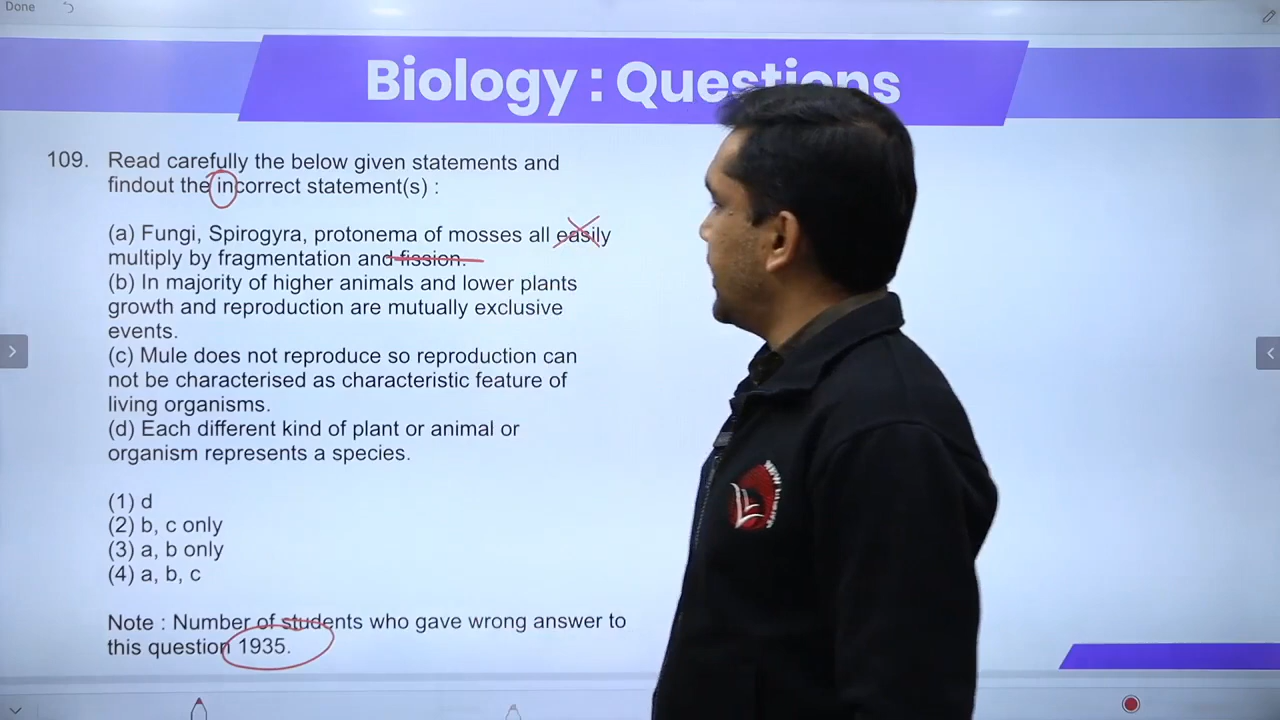 Done
Biology : Questions
109. Read carefully the below given statements and
findout the incorrect statement(s) :
(a) Fungi, Spirogyra, protonema of mosses all easily
multiply by fragmentation and fission.
(b) In majority of higher animals and lower plants
growth and reproduction are mutually exclusive
events.
(c) Mule does not reproduce so reproduction can
not be characterised as characteristic feature of
living organisms.
(d) Each different kind of plant or animal or
organism represents a species.
(1) d
(2) b, c only
(3) a, b only
(4) a, b, c
Note : Number of students who gave wrong answer to
this question 1935.